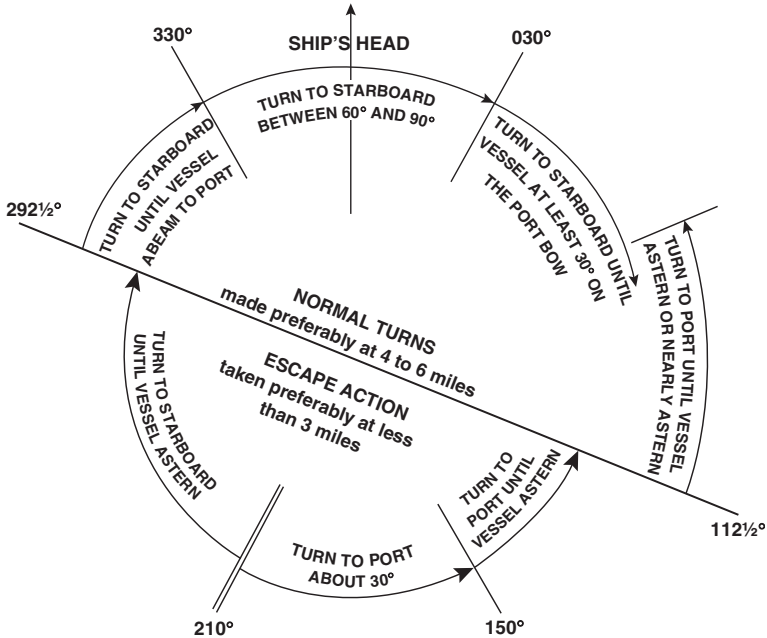 330°
SHIP'S HEAD
030°
TURN TO STARBOARD
BETWEEN 60° AND 90°
TURN TO STARBOARD
UNTIL VESSEL
ABEAM TO PORT
TURN TO STARBOARD UNTIL
VESSEL AT LEAST 30° ON
THE PORT BOW
292½°
TURN TO PORT UNTIL VESSEL
ASTERN OR NEARLY ASTERN
NORMAL TURNS
made preferably at 4 to 6 miles
ESCAPE ACTION
taken preferably at less
than 3 miles
TURN TO STARBOARD
UNTIL VESSEL ASTERN
TURN TO
PORT UNTIL
VESSEL ASTERN
112½°
TURN TO PORT
ABOUT 30°
210°
150°